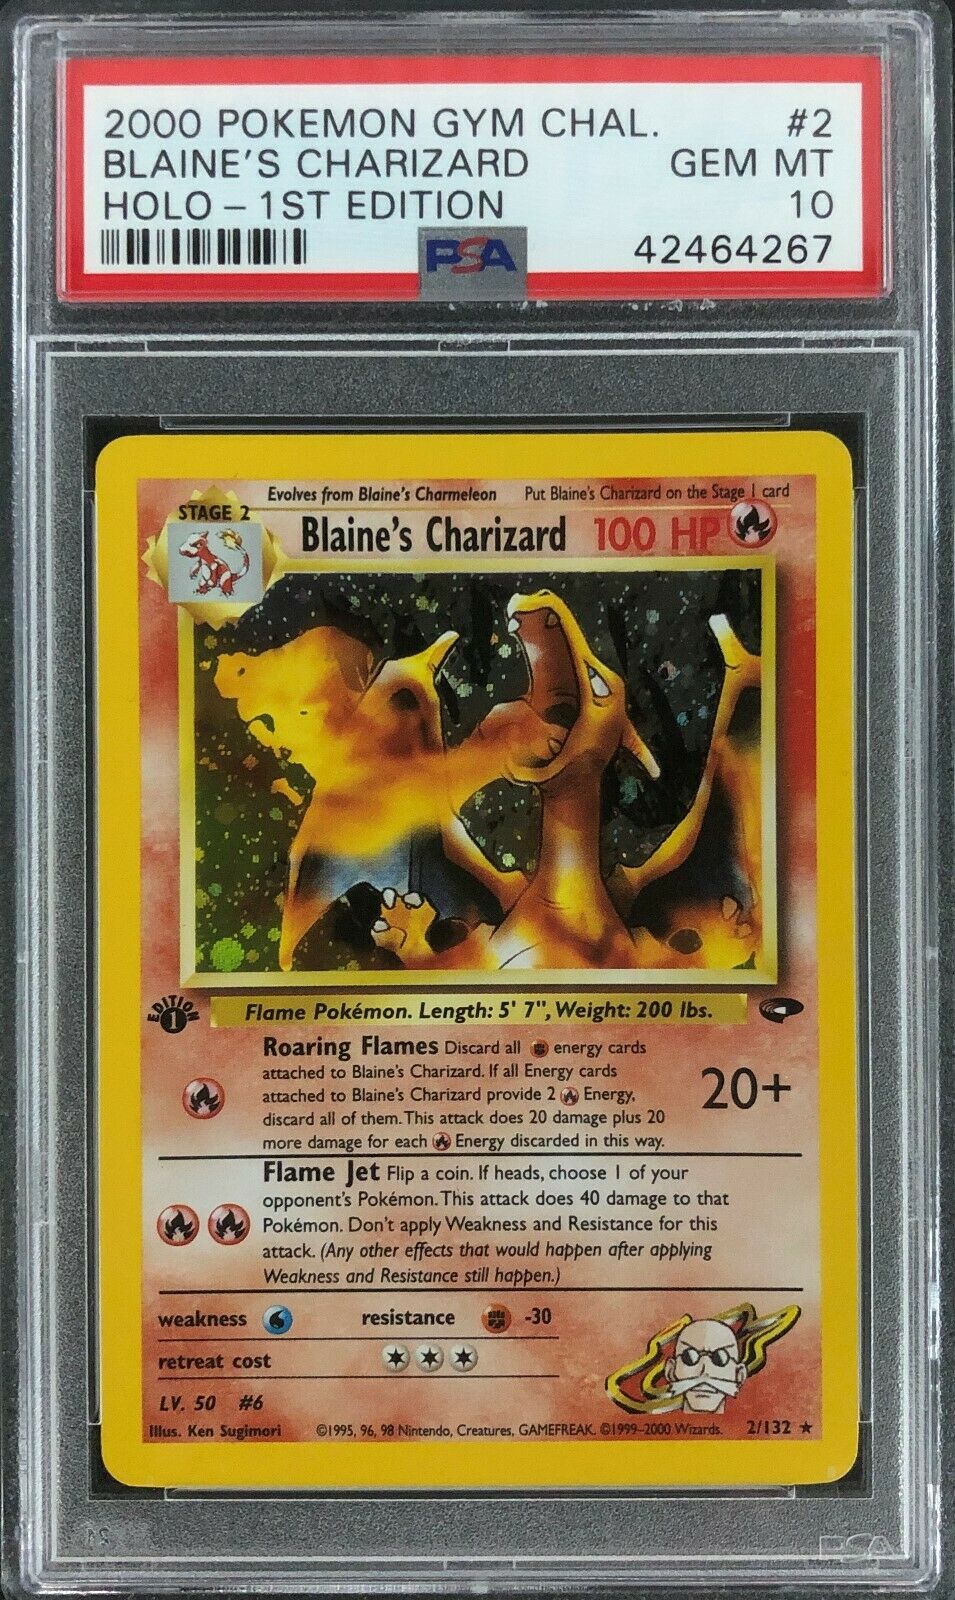 2000 POKEMON GYM CHAL. #2
BLAINE'S CHARIZARD GEM MT
HOLO – 1ST EDITION 10
PSA 42464267
Evolves from Blaine's Charmeleon Put Blaine's Charizard on the Stage 1 card
STAGE 2
Blaine's Charizard 100 HP
EDITION
1
Flame Pokémon. Length: 5' 7", Weight: 200 lbs.
Roaring Flames Discard all energy cards
attached to Blaine's Charizard. If all Energy cards
attached to Blaine's Charizard provide 2 Energy,
discard all of them. This attack does 20 damage plus 20
more damage for each Energy discarded in this way.
20+
Flame Jet Flip a coin. If heads, choose 1 of your
opponent's Pokémon. This attack does 40 damage to that
Pokémon. Don't apply Weakness and Resistance for this
attack. (Any other effects that would happen after applying
Weakness and Resistance still happen.)
weakness resistance -30
retreat cost
LV. 50 #6
Illus. Ken Sugimori ©1995, 96, 98 Nintendo, Creatures, GAMEFREAK. ©1999-2000 Wizards. 2/132 ★
PSA